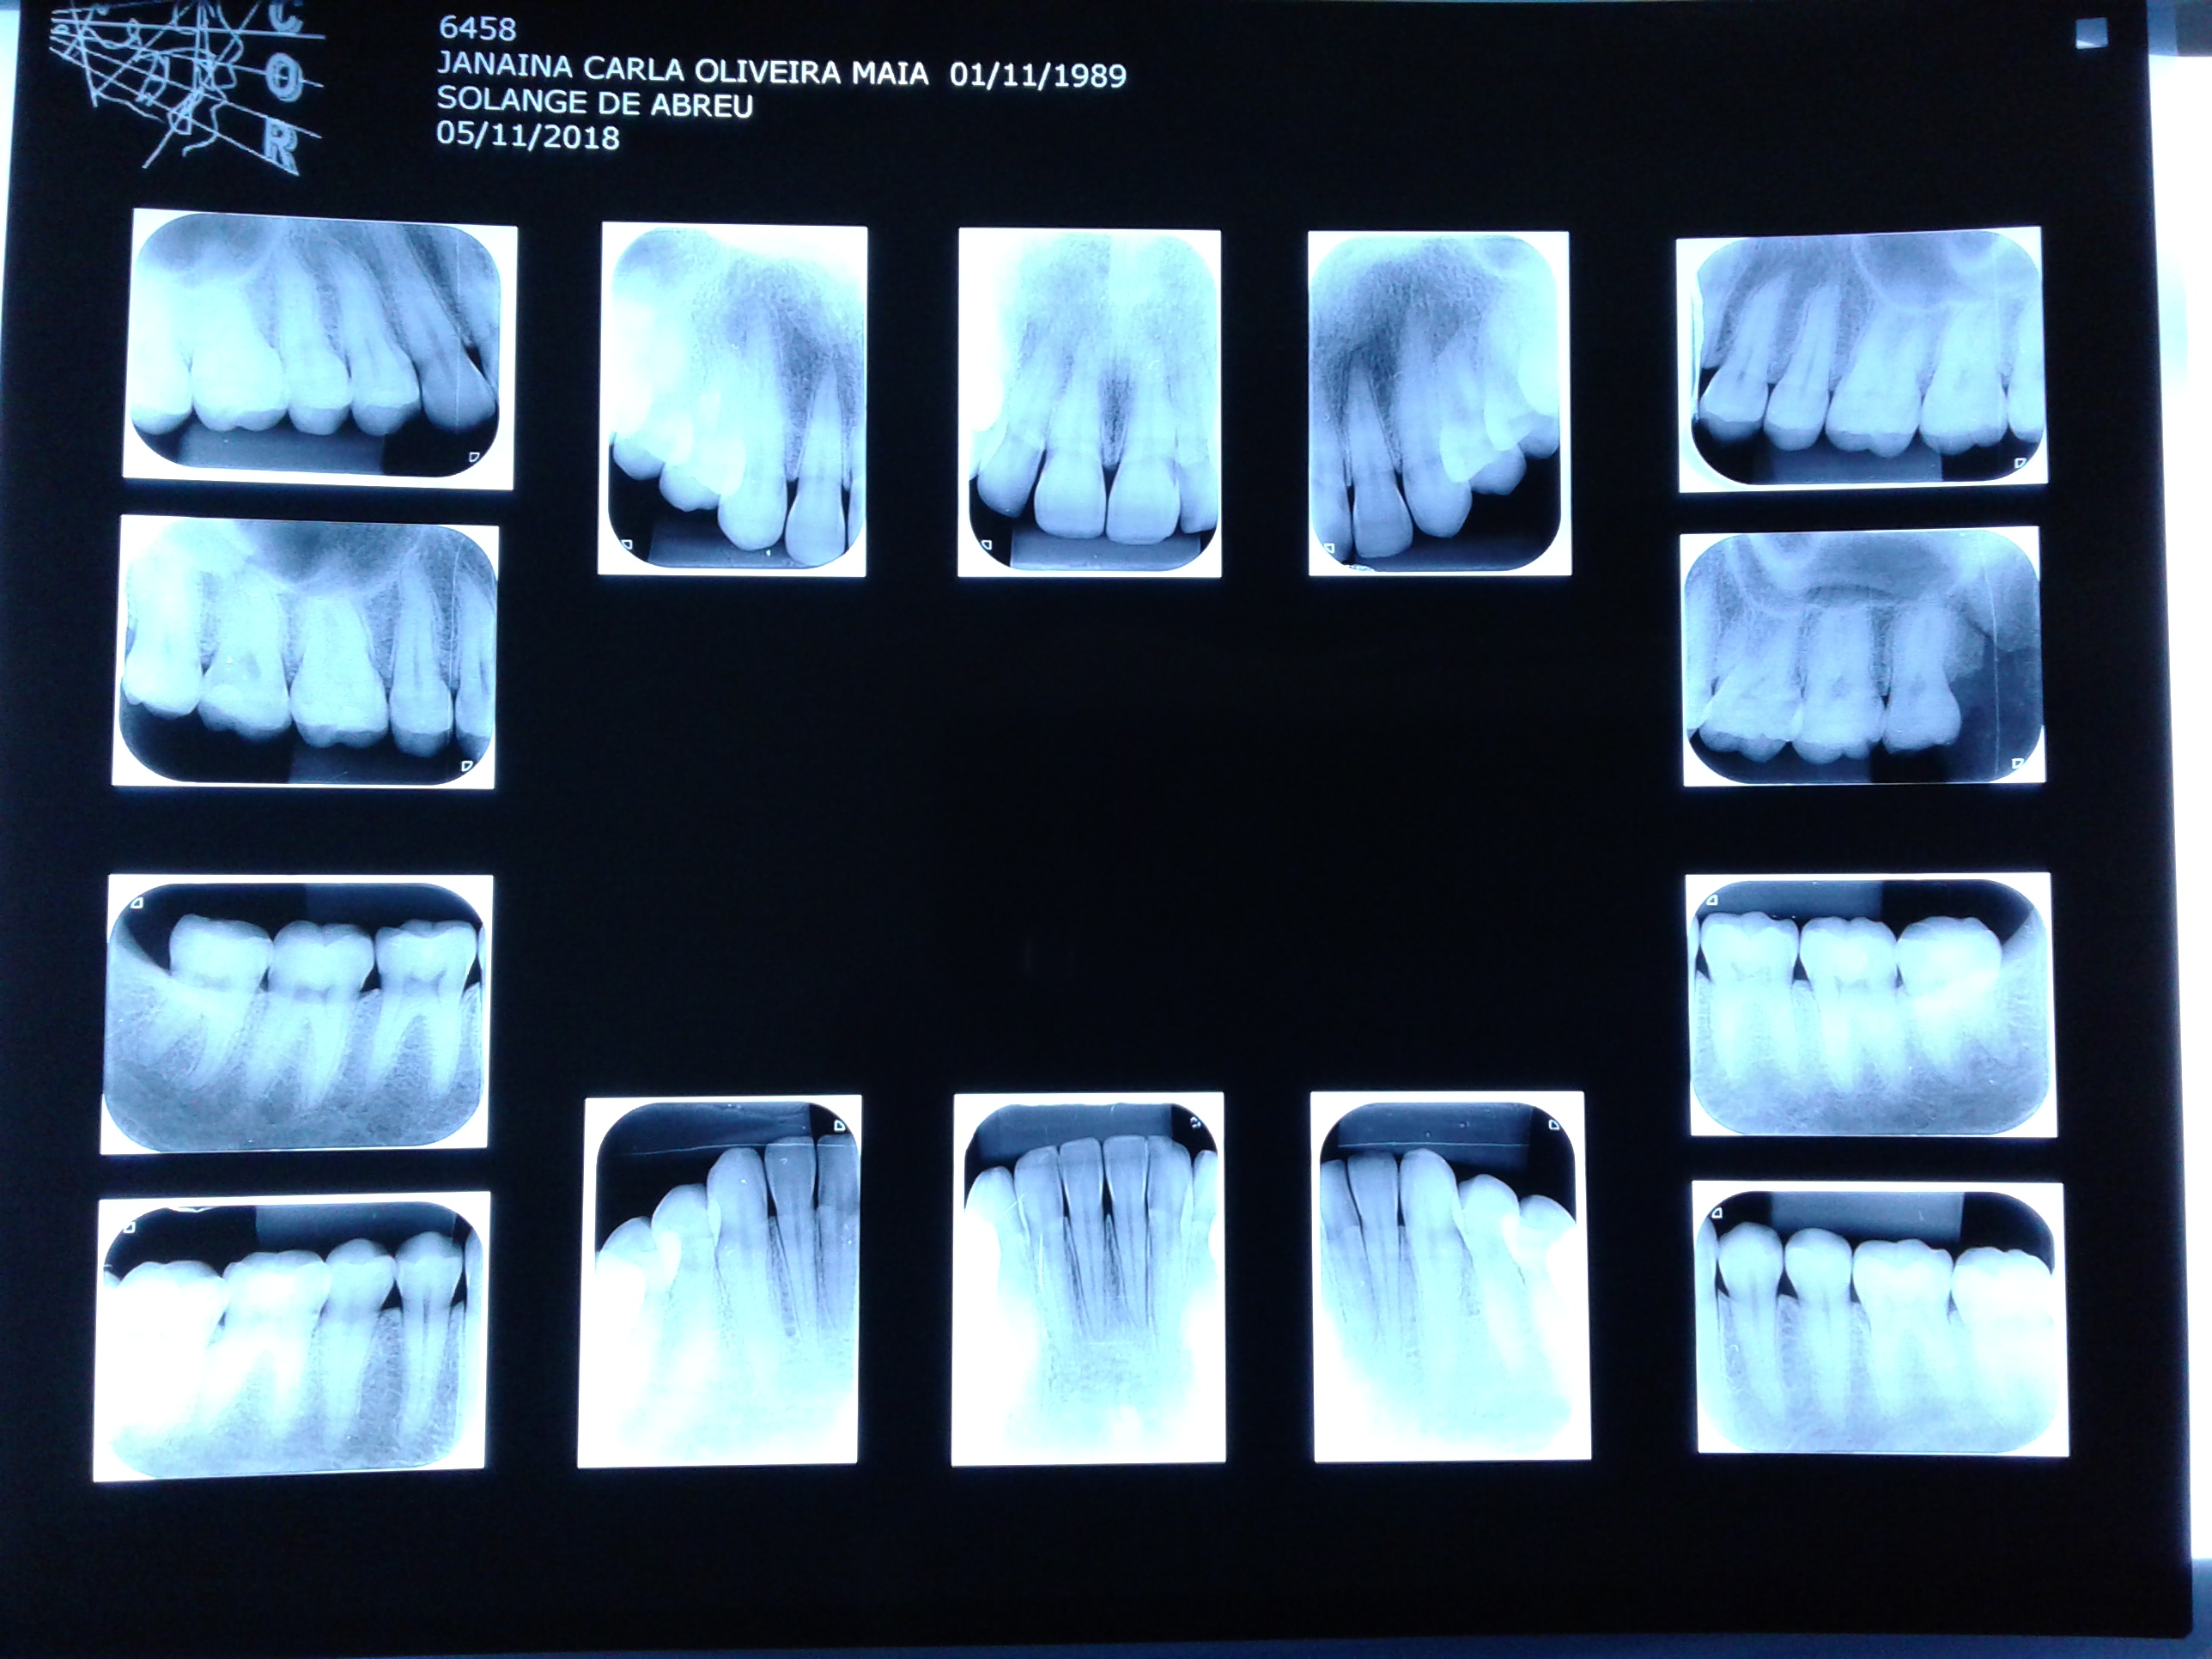 C
O
R
6458
JANAINA CARLA OLIVEIRA MAIA 01/11/1989
SOLANGE DE ABREU
05/11/2018